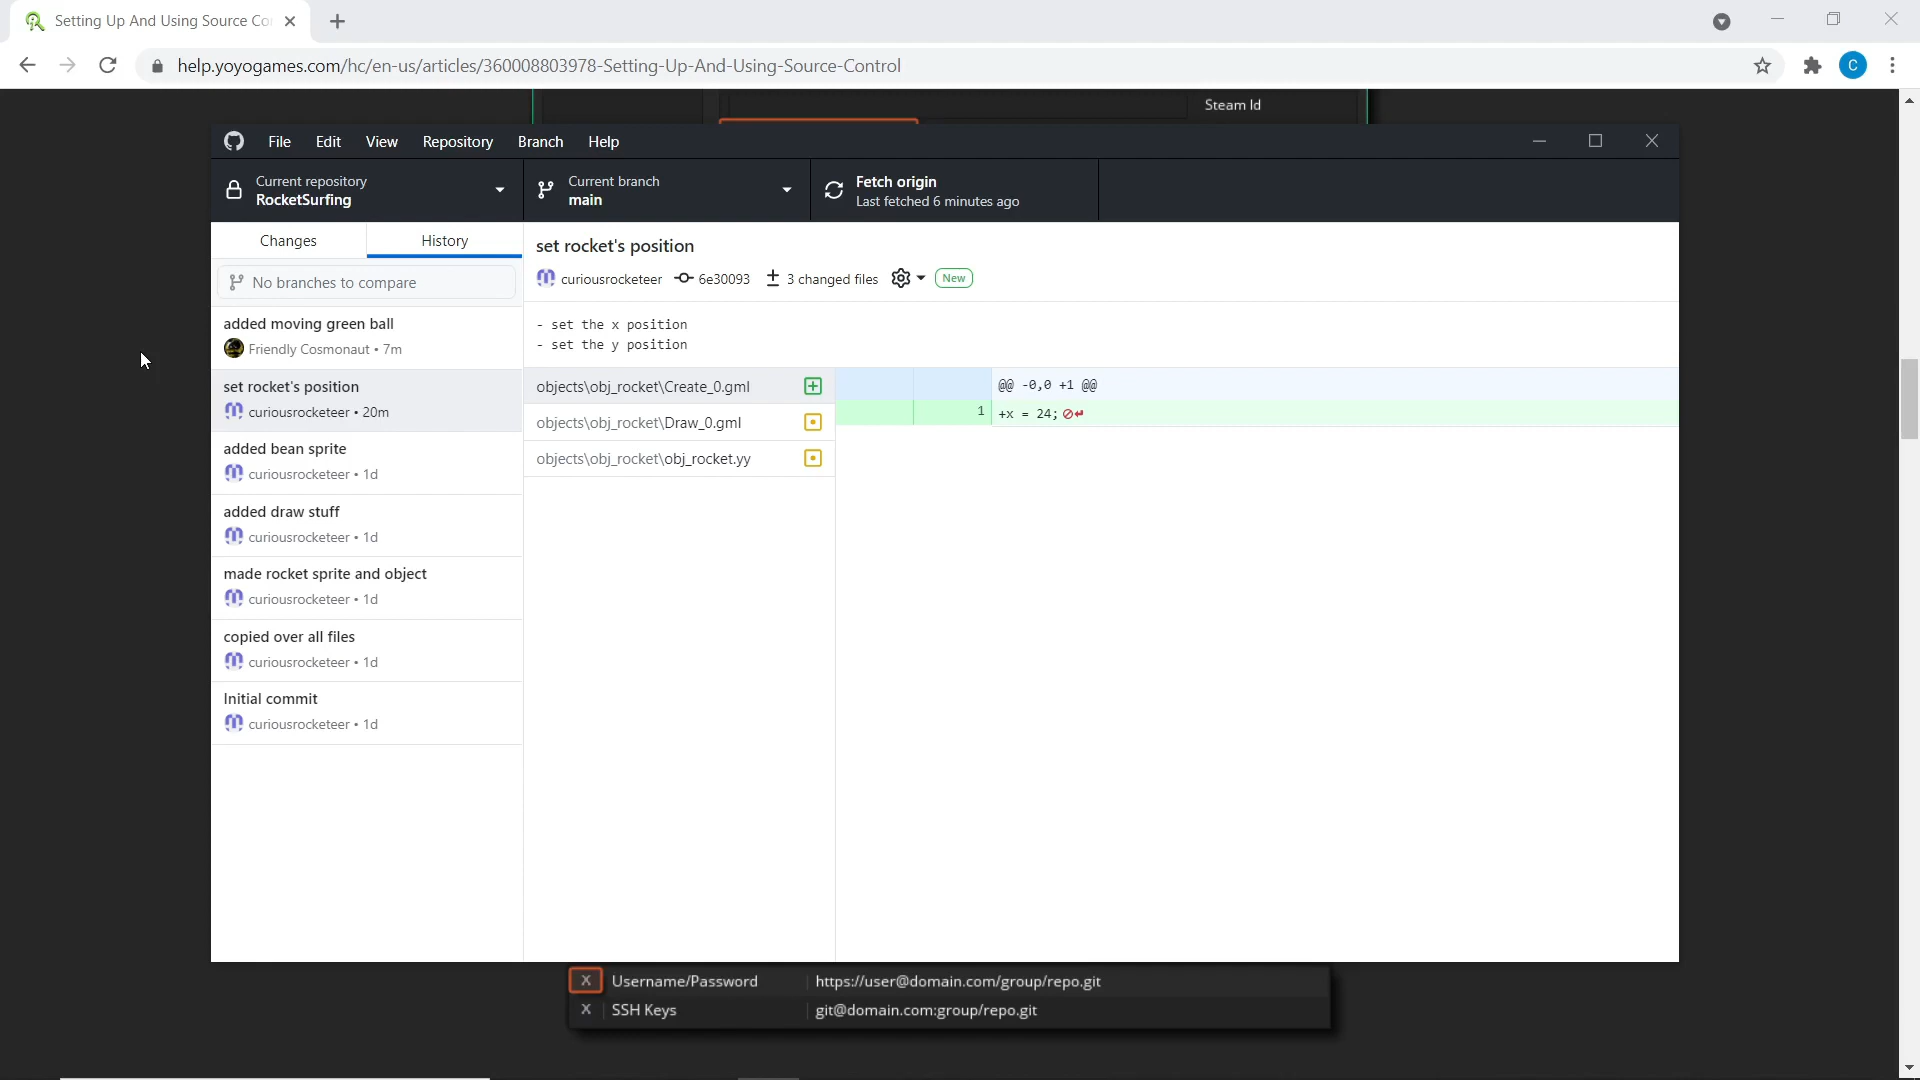 Setting Up And Using Source Co
help.yoyogames.com/hc/en-us/articles/360008803978-Setting-Up-And-Using-Source-Control
C
Steam Id
File Edit View Repository Branch Help
Current repository
RocketSurfing
Current branch
main
Fetch origin
Last fetched 6 minutes ago
Changes
History
No branches to compare
added moving green ball
Friendly Cosmonaut • 7m
set rocket's position
curiousrocketeer • 20m
added bean sprite
curiousrocketeer • 1d
added draw stuff
curiousrocketeer • 1d
made rocket sprite and object
curiousrocketeer • 1d
copied over all files
curiousrocketeer • 1d
Initial commit
curiousrocketeer • 1d
set rocket's position
curiousrocketeer 6e30093 3 changed files New
- set the x position
- set the y position
objects\obj_rocket\Create_0.gml
objects\obj_rocket\Draw_0.gml
objects\obj_rocket\obj_rocket.yy
@@ -0,0 +1 @@
1 +x = 24;
X Username/Password https://user@domain.com/group/repo.git
X SSH Keys git@domain.com:group/repo.git